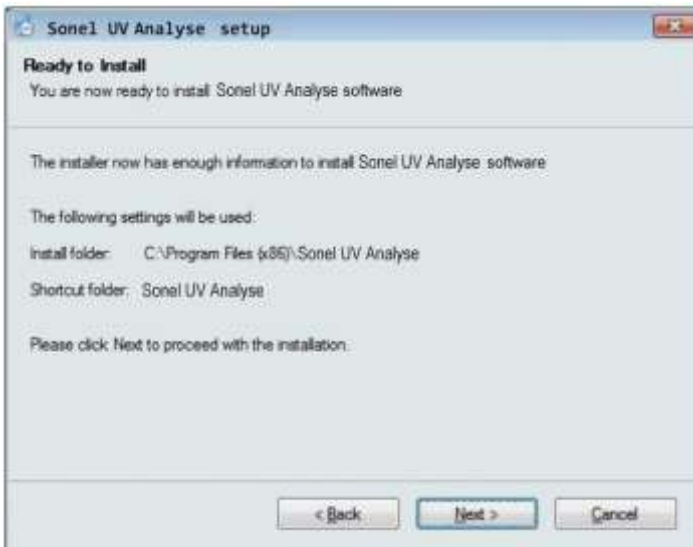 Sonel UV Analyse setup
Ready to Install
You are now ready to install Sonel UV Analyse software
The installer now has enough information to install Sonel UV Analyse software
The following settings will be used:
Install folder: C:\Program Files (x86)\Sonel UV Analyse
Shortcut folder: Sonel UV Analyse
Please click Next to proceed with the installation.
< Back Next > Cancel